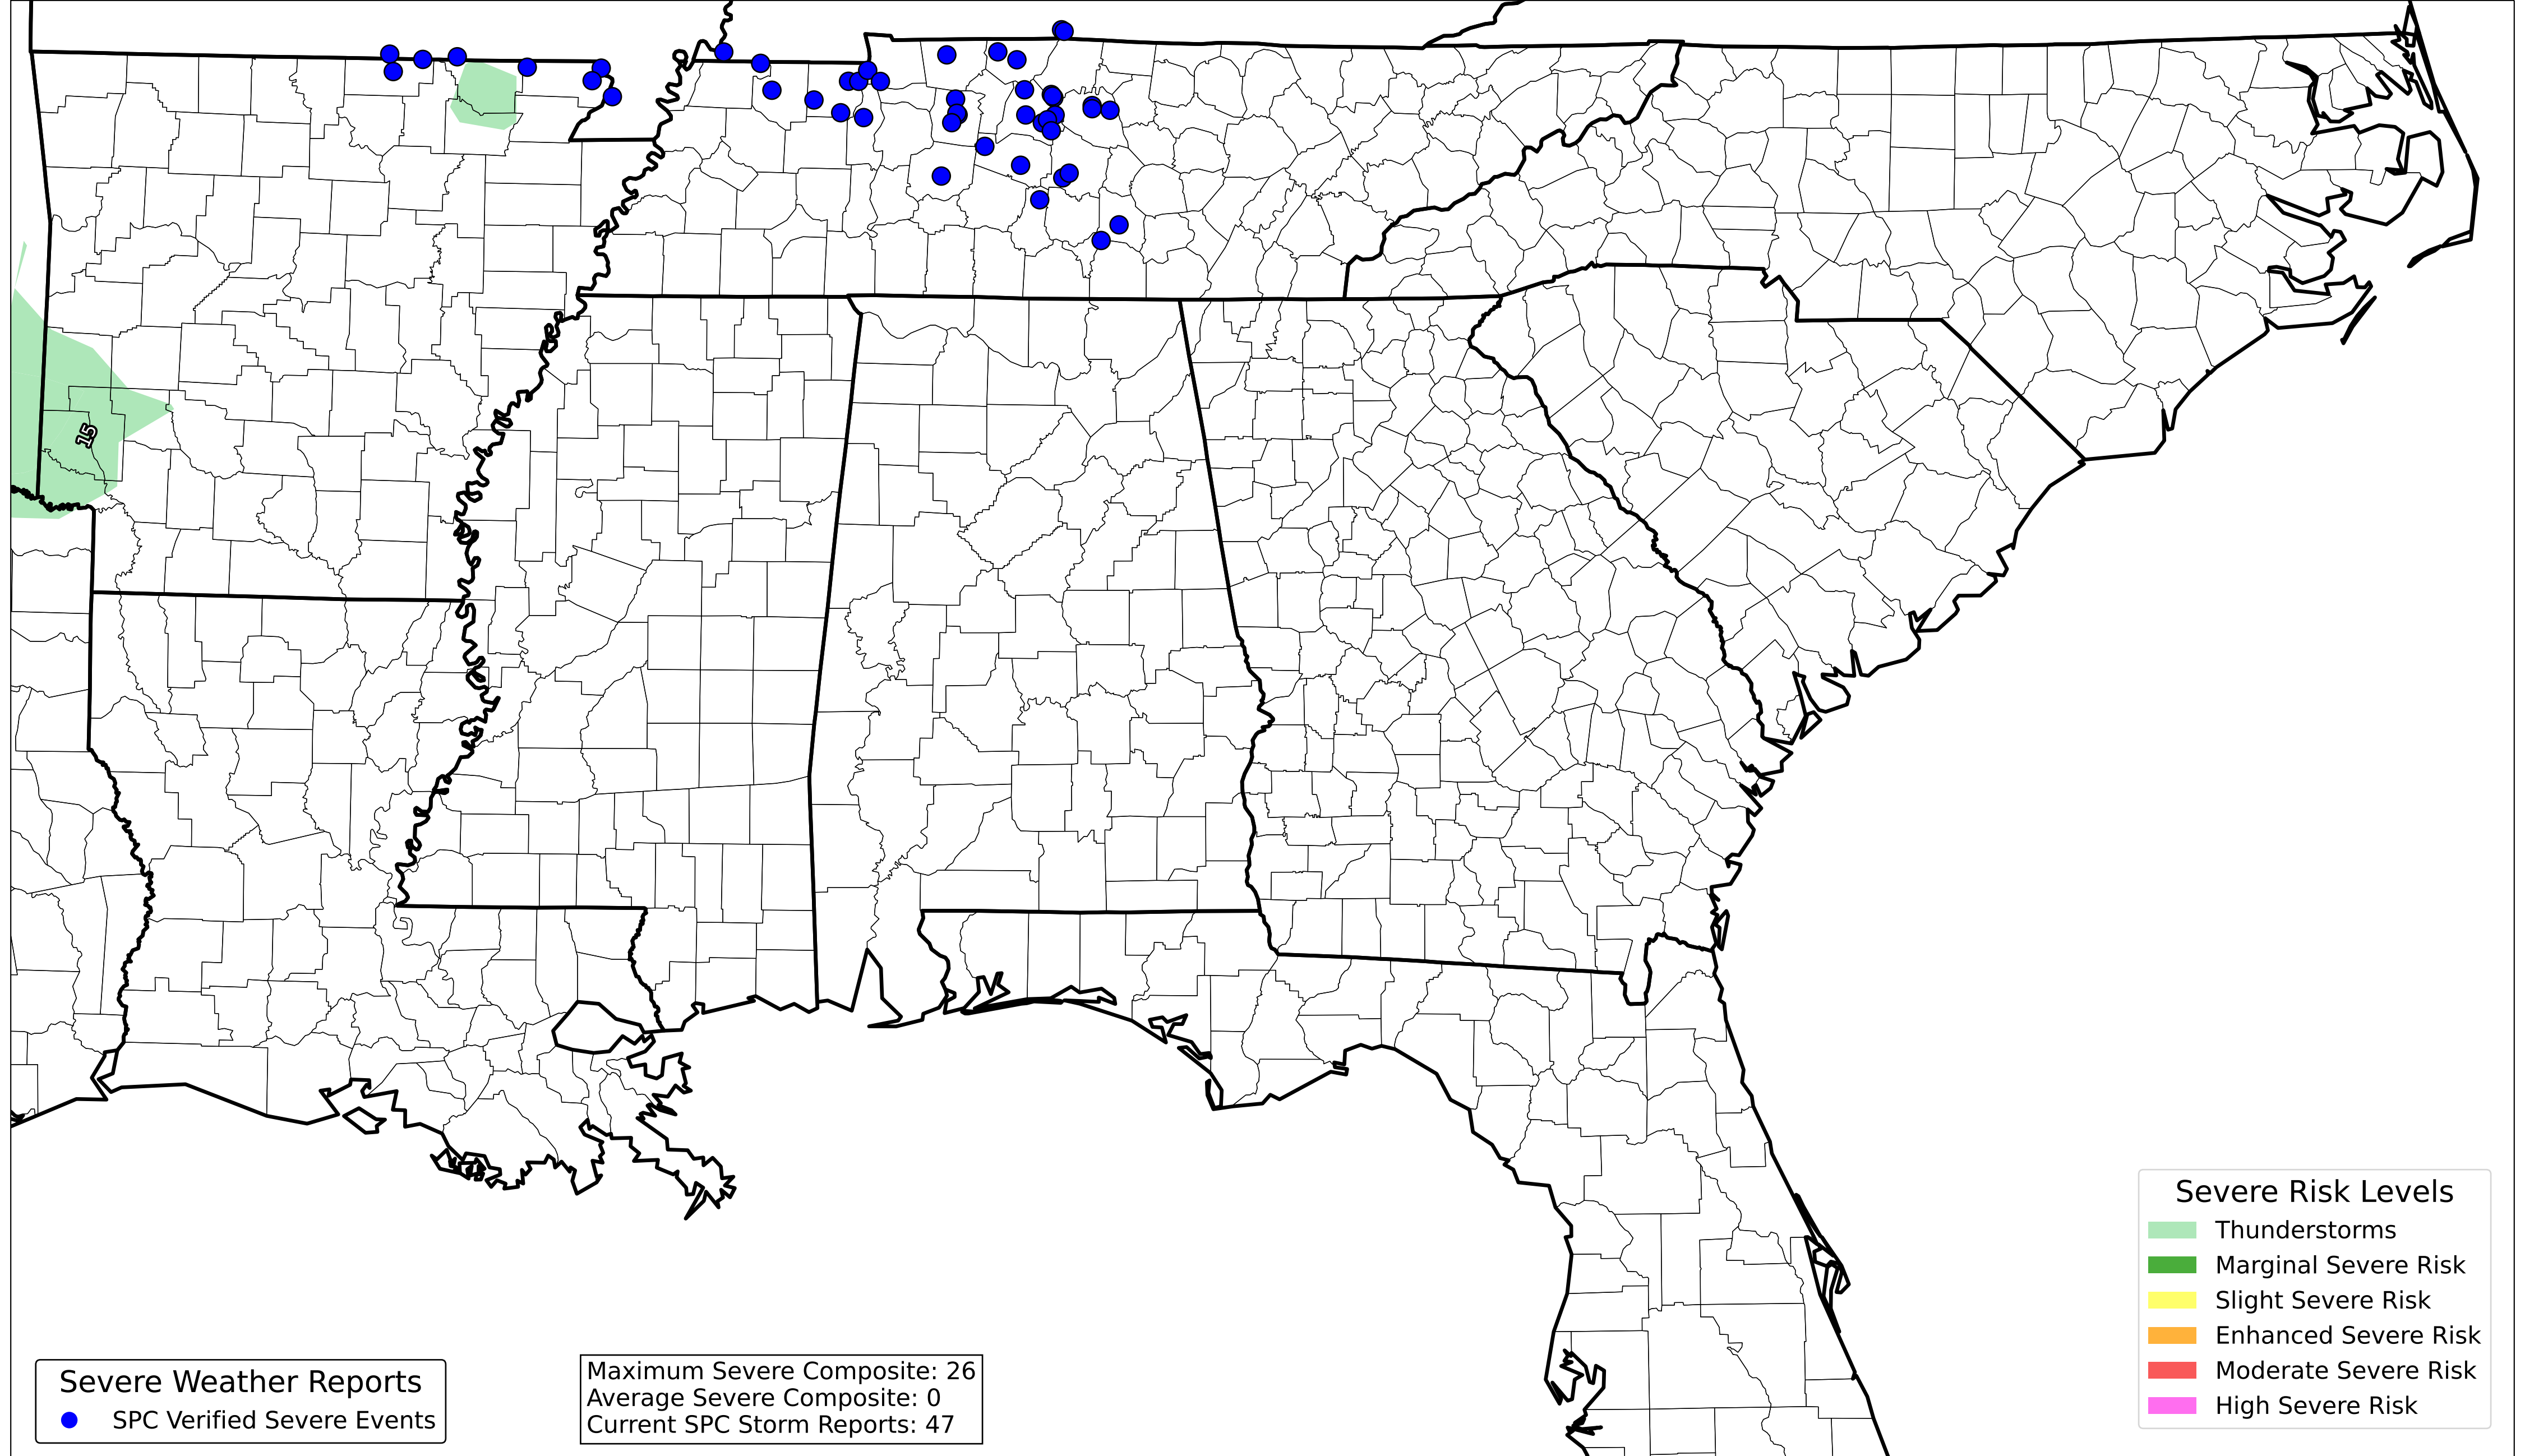 15
Severe Risk Levels
Thunderstorms
Marginal Severe Risk
Slight Severe Risk
Enhanced Severe Risk
Moderate Severe Risk
High Severe Risk
Severe Weather Reports
SPC Verified Severe Events
Maximum Severe Composite: 26
Average Severe Composite: 0
Current SPC Storm Reports: 47